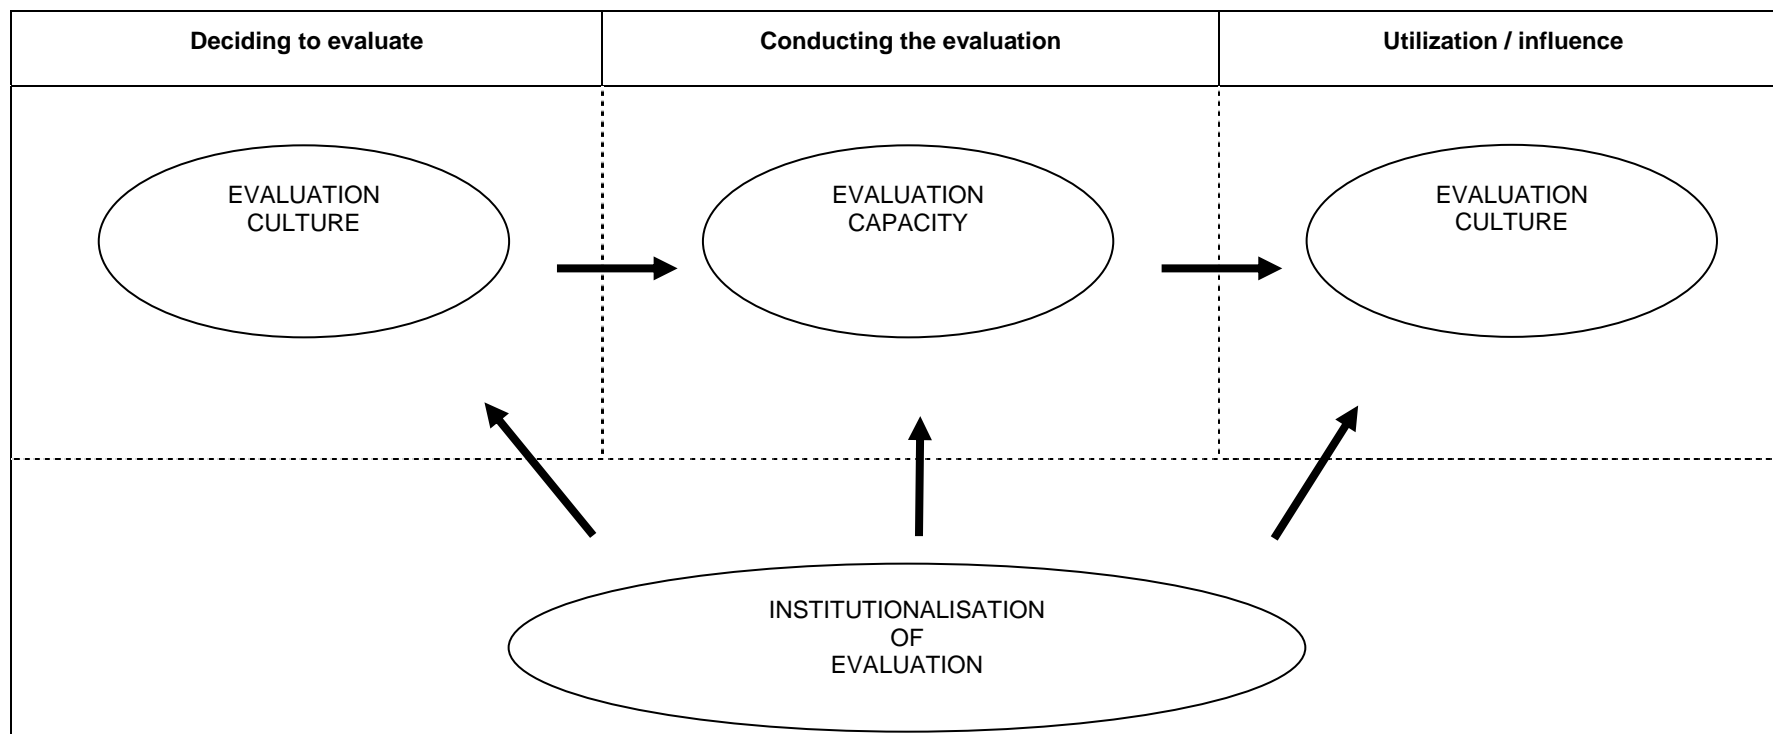 Deciding to evaluate
Conducting the evaluation
Utilization / influence
EVALUATION
CULTURE
EVALUATION
CAPACITY
EVALUATION
CULTURE
INSTITUTIONALISATION
OF
EVALUATION